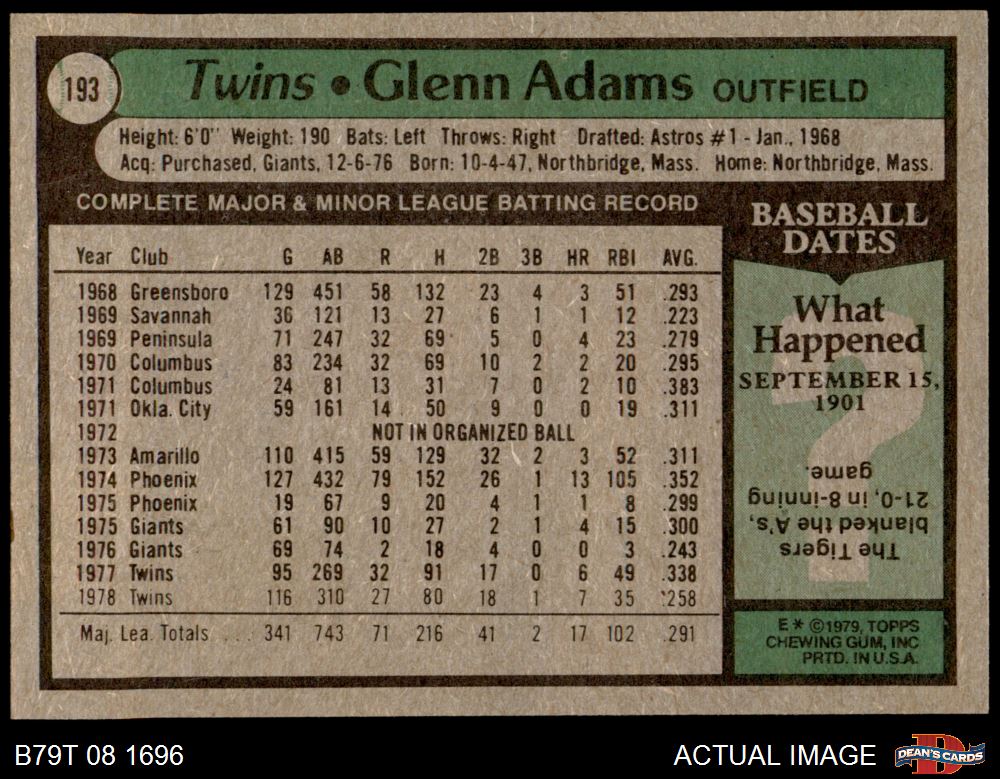 193
Twins • Glenn Adams OUTFIELD
Height: 6'0" Weight: 190 Bats: Left Throws: Right Drafted: Astros #1 - Jan., 1968
Acq: Purchased, Giants, 12-6-76 Born: 10-4-47, Northbridge, Mass. Home: Northbridge, Mass.
COMPLETE MAJOR & MINOR LEAGUE BATTING RECORD
Year Club G AB R H 2B 3B HR RBI AVG.
1968 Greensboro 129 451 58 132 23 4 3 51 .293
1969 Savannah 36 121 13 27 6 1 1 12 .223
1969 Peninsula 71 247 32 69 5 0 4 23 .279
1970 Columbus 83 234 32 69 10 2 2 20 .295
1971 Columbus 24 81 13 31 7 0 2 10 .383
1971 Okla. City 59 161 14 50 9 0 0 19 .311
1972 NOT IN ORGANIZED BALL
1973 Amarillo 110 415 59 129 32 2 3 52 .311
1974 Phoenix 127 432 79 152 26 1 13 105 .352
1975 Phoenix 19 67 9 20 4 1 1 8 .299
1975 Giants 61 90 10 27 2 1 4 15 .300
1976 Giants 69 74 2 18 4 0 0 3 .243
1977 Twins 95 269 32 91 17 0 6 49 .338
1978 Twins 116 310 27 80 18 1 7 35 .258
Maj. Lea. Totals . . . 341 743 71 216 41 2 17 102 .291
BASEBALL
DATES
What
Happened
SEPTEMBER 15,
1901
?
The Tigers
blanked the A's,
21-0, in 8-inning
game.
E * ©1979, TOPPS
CHEWING GUM, INC
PRTD. IN U.S.A.
B79T 08 1696
ACTUAL IMAGE
D
DEAN'S CARDS